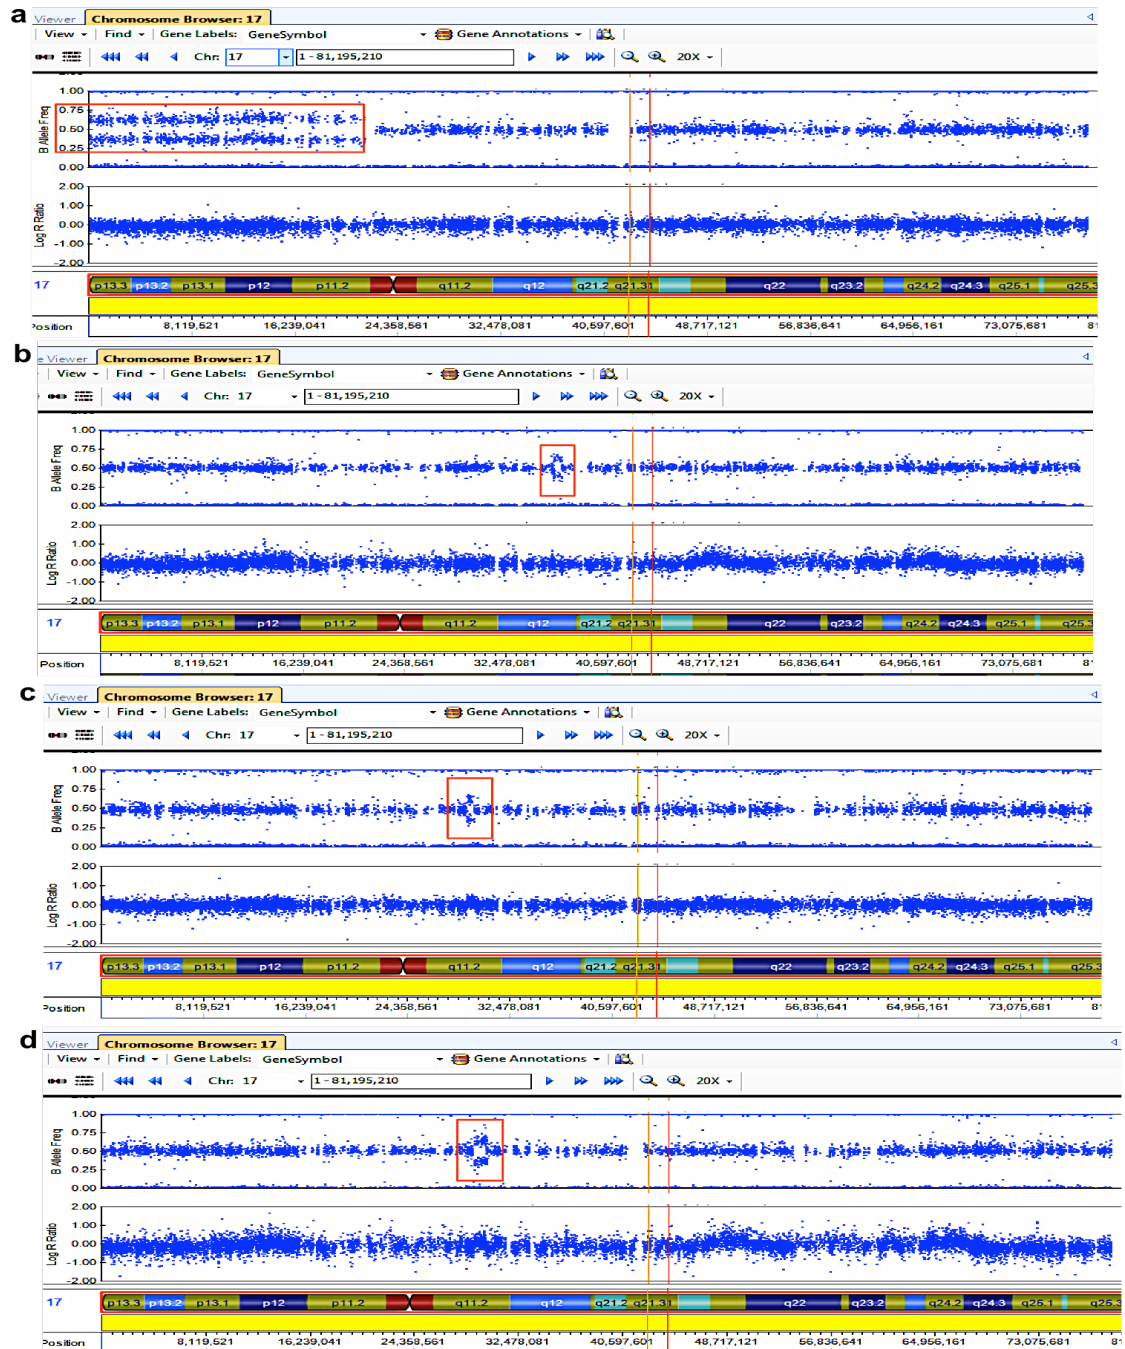 a
Viewer Chromosome Browser: 17
View Find Gene Labels: GeneSymbol Gene Annotations
Chr: 17 1 - 81,195,210 20X
1.00
0.75
0.50
0.25
0.00
B Allele Freq
2.00
1.00
0.00
-1.00
-2.00
Log R Ratio
17 p13.3 p13.2 p13.1 p12 p11.2 q11.2 q12 q21.2 q21.31 q22 q23.2 q24.2 q24.3 q25.1 q25.3
Position 8,119,521 16,239,041 24,358,561 32,478,081 40,597,601 48,717,121 56,836,641 64,956,161 73,075,681 81
b
e Viewer Chromosome Browser: 17
View Find Gene Labels: GeneSymbol Gene Annotations
Chr: 17 1 - 81,195,210 20X
1.00
0.75
0.50
0.25
0.00
B Allele Freq
2.00
1.00
0.00
-1.00
-2.00
Log R Ratio
17 p13.3 p13.2 p13.1 p12 p11.2 q11.2 q12 q21.2 q21.31 q22 q23.2 q24.2 q24.3 q25.1 q25.3
Position 8,119,521 16,239,041 24,358,561 32,478,081 40,597,601 48,717,121 56,836,641 64,956,161 73,075,681 81
c
Viewer Chromosome Browser: 17
View Find Gene Labels: GeneSymbol Gene Annotations
Chr: 17 1 - 81,195,210 20X
1.00
0.75
0.50
0.25
0.00
B Allele Freq
2.00
1.00
0.00
-1.00
-2.00
Log R Ratio
17 p13.3 p13.2 p13.1 p12 p11.2 q11.2 q12 q21.2 q21.31 q22 q23.2 q24.2 q24.3 q25.1 q25.3
Position 8,119,521 16,239,041 24,358,561 32,478,081 40,597,601 48,717,121 56,836,641 64,956,161 73,075,681 81
d
Viewer Chromosome Browser: 17
View Find Gene Labels: GeneSymbol Gene Annotations
Chr: 17 1 - 81,195,210 20X
1.00
0.75
0.50
0.25
0.00
B Allele Freq
2.00
1.00
0.00
-1.00
-2.00
Log R Ratio
17 p13.3 p13.2 p13.1 p12 p11.2 q11.2 q12 q21.2 q21.31 q22 q23.2 q24.2 q24.3 q25.1 q25.3
Position 8,119,521 16,239,041 24,358,561 32,478,081 40,597,601 48,717,121 56,836,641 64,956,161 73,075,681 81